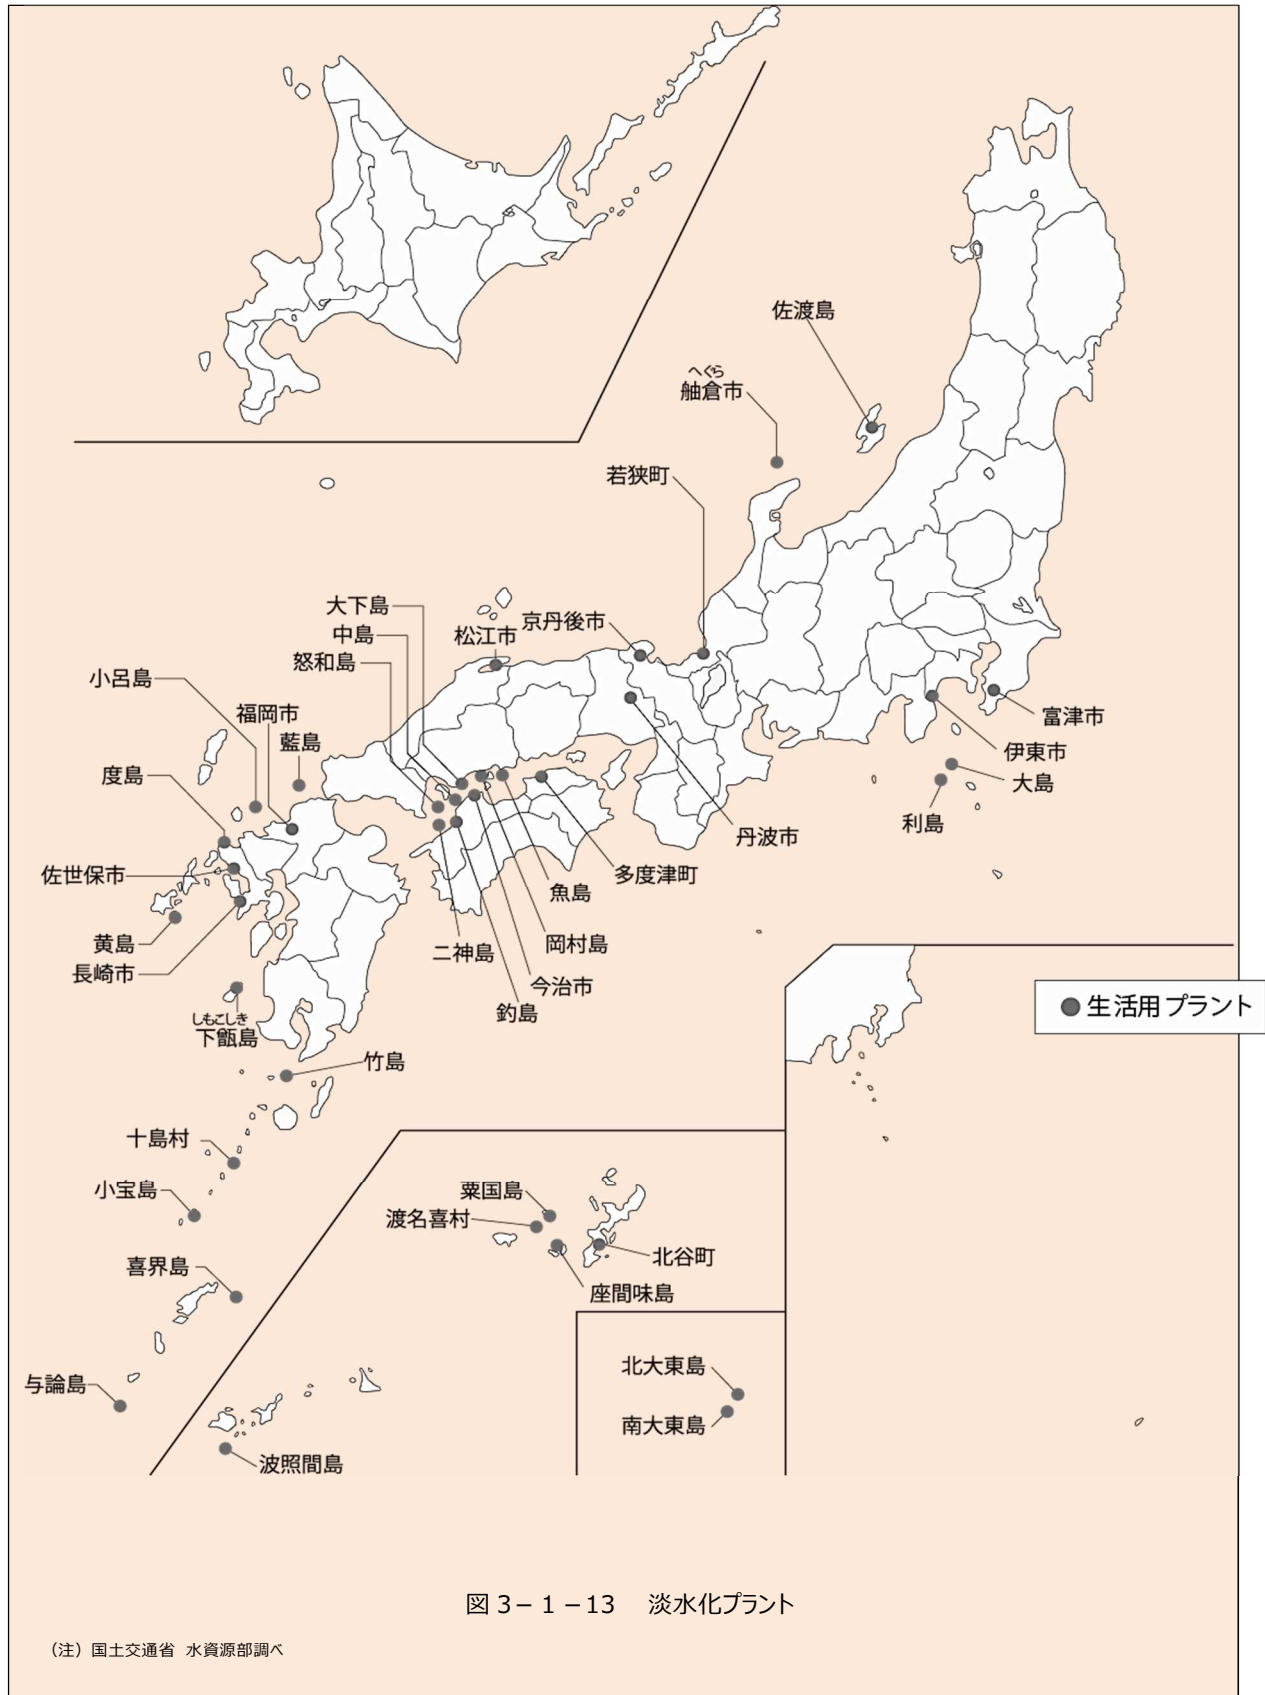 佐渡島
へぐら
舳倉市
若狭町
大下島
中島
京丹後市
松江市
怒和島
小呂島
福岡市
藍島
度島
富津市
伊東市
大島
利島
丹波市
佐世保市
多度津町
魚島
黄島
岡村島
二神島
長崎市
今治市
釣島
生活用プラント
しもこしき
下甑島
竹島
十島村
小宝島
粟国島
渡名喜村
北谷町
喜界島
座間味島
北大東島
与論島
南大東島
波照間島
図 3-1-13 淡水化プラント
（注）国土交通省 水資源部調べ